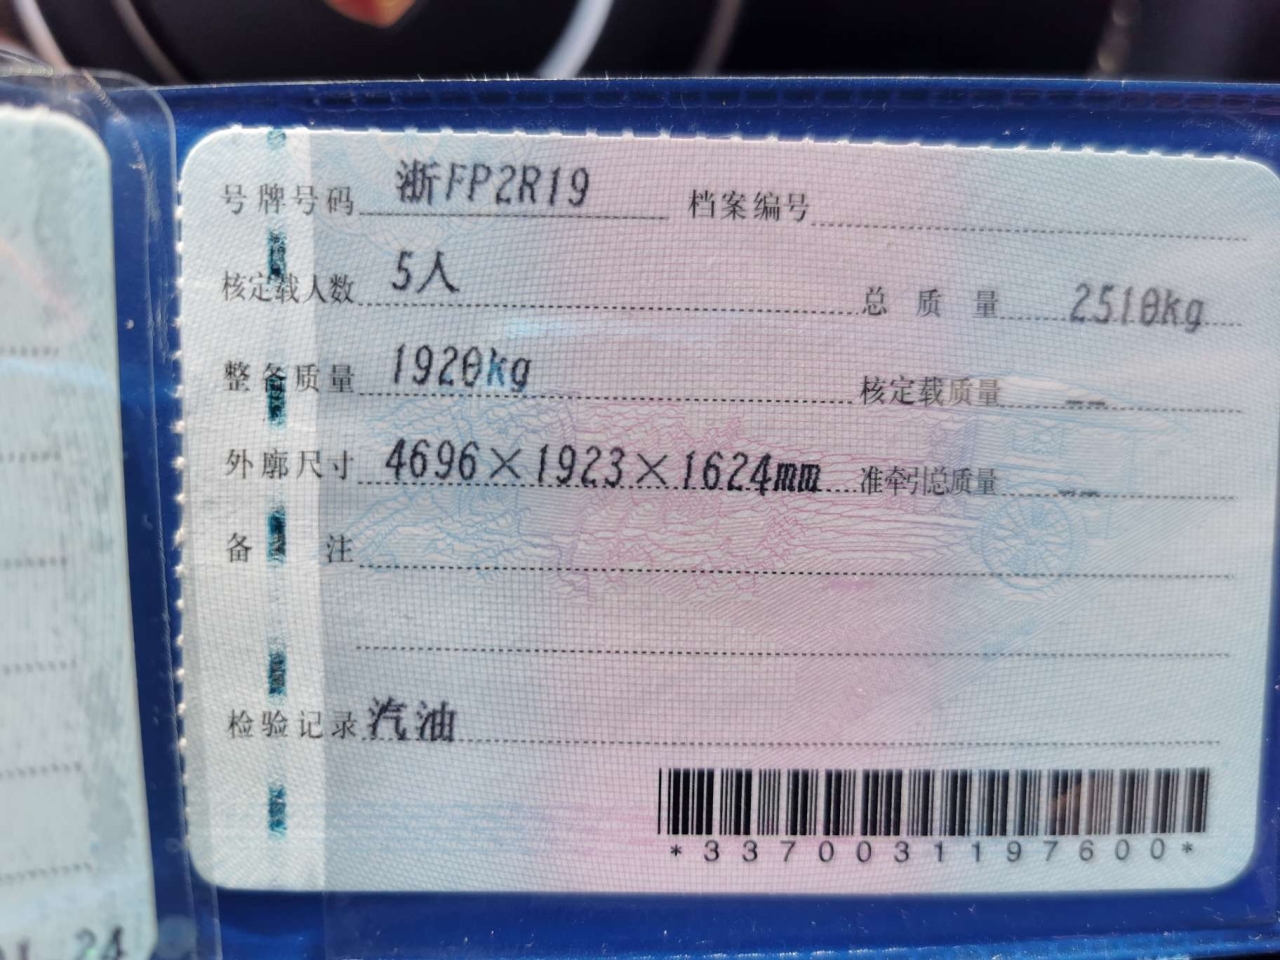 号牌号码 浙FP2R19 档案编号
核定载人数 5人 总质量 2510kg
整备质量 1920kg 核定载质量 --
外廓尺寸 4696×1923×1624mm 准牵引总质量 --
备注
检验记录 汽油
*3370031197600*
24